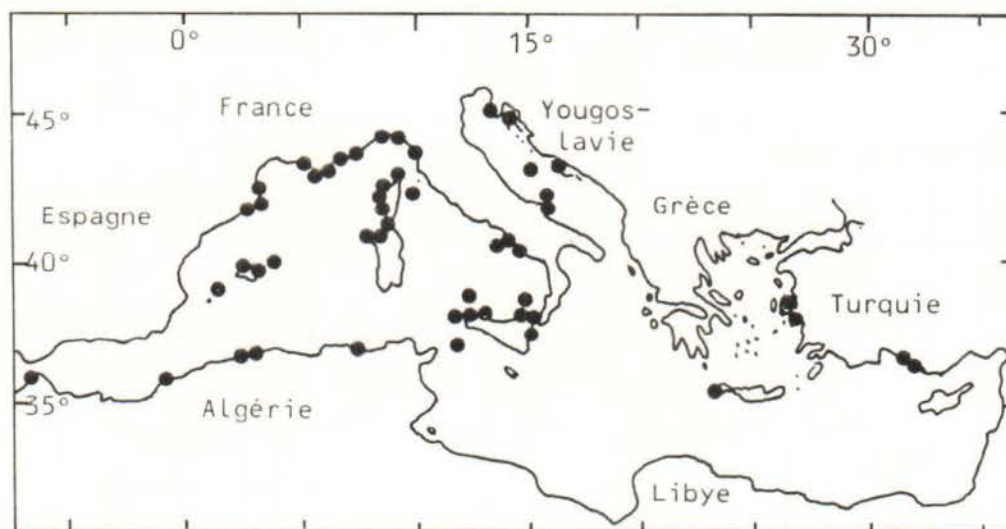 0° 15° 30°
45°
France
Yougos-
lavie
Espagne
Grèce
40°
Turquie
35°
Algérie
Libye